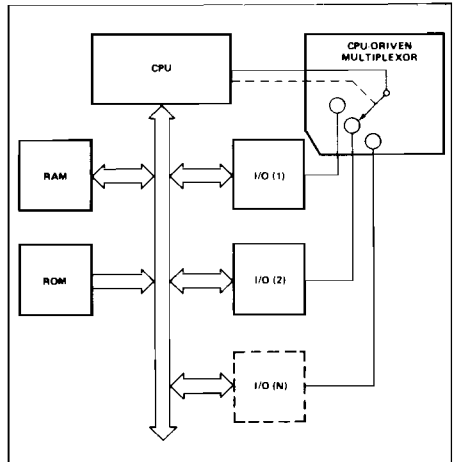 CPU
CPU-DRIVEN
MULTIPLEXOR
RAM
I/O (1)
ROM
I/O (2)
I/O (N)